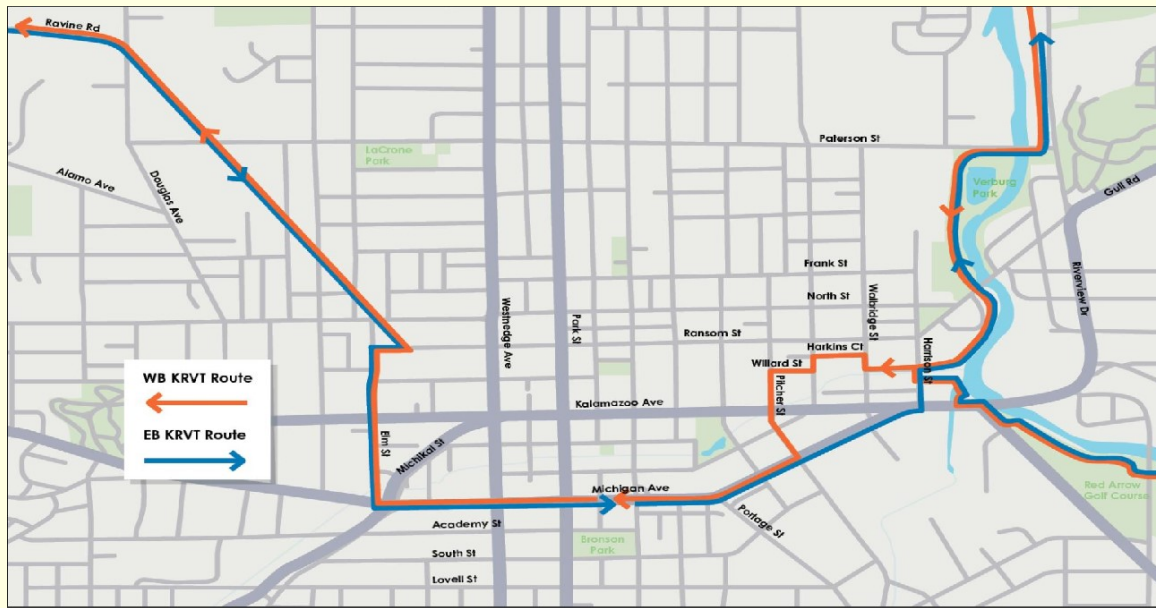 Ravine Rd
Paterson St
LaCrone
Park
Alamo Ave
Douglas Ave
Verburg
Park
Gull Rd
Frank St
Riverview Dr
North St
Walbridge St
Westnedge Ave
Park St
Ransom St
Harkins Ct
Harrison St
Willard St
WB KRVT Route
Pitcher St
Kalamazoo Ave
EB KRVT Route
Elm St
Michikal St
Michigan Ave
Red Arrow
Golf Course
Portage St
Academy St
Bronson
Park
South St
Lovell St